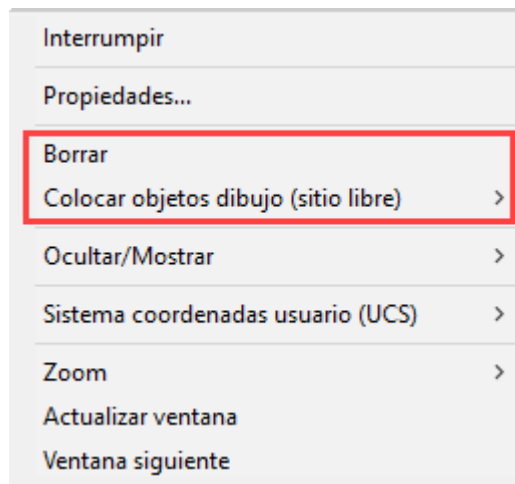 Interrumpir
Propiedades...
Borrar
Colocar objetos dibujo (sitio libre)
Ocultar/Mostrar
Sistema coordenadas usuario (UCS)
Zoom
Actualizar ventana
Ventana siguiente